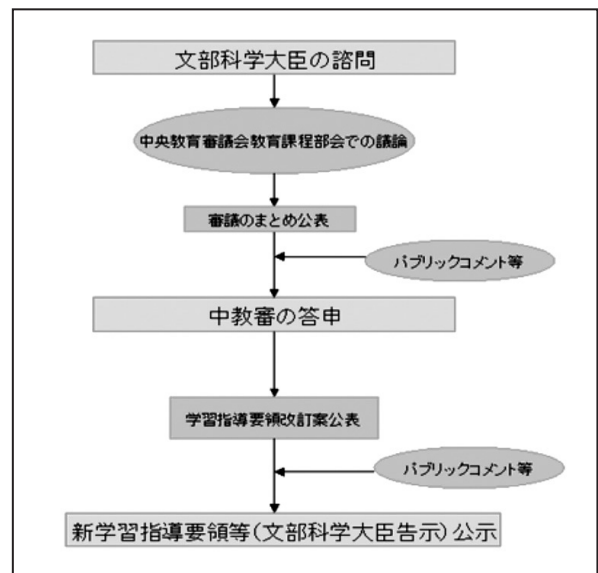 文部科学大臣の諮問
中央教育審議会教育課程部会での議論
審議のまとめ公表
パブリックコメント等
中教審の答申
学習指導要領改訂案公表
パブリックコメント等
新学習指導要領等(文部科学大臣告示)公示